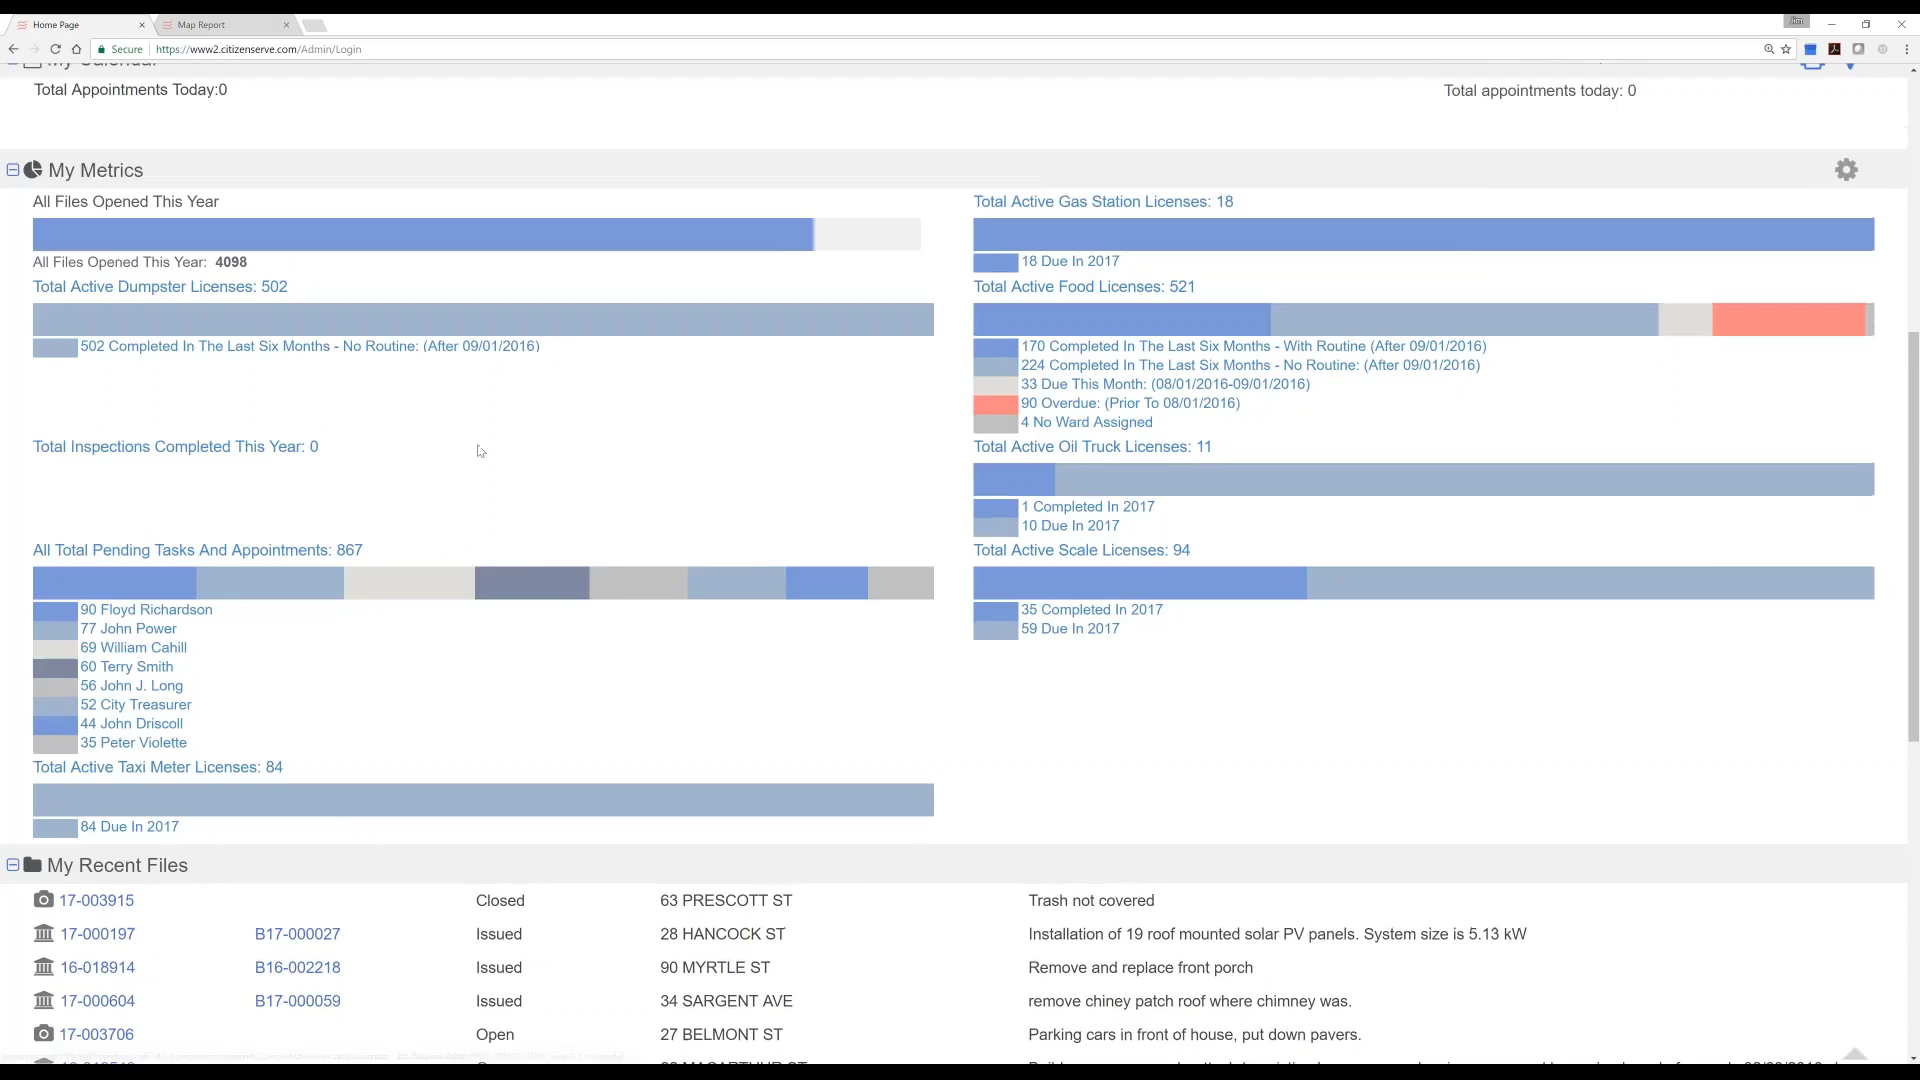 Home Page
Map Report
Jim
Secure
https://www2.citizenserve.com/Admin/Login
My Calendar
Total Appointments Today:0
Total appointments today: 0
My Metrics
All Files Opened This Year
All Files Opened This Year: 4098
Total Active Dumpster Licenses: 502
502 Completed In The Last Six Months - No Routine: (After 09/01/2016)
Total Inspections Completed This Year: 0
All Total Pending Tasks And Appointments: 867
90 Floyd Richardson
77 John Power
69 William Cahill
60 Terry Smith
56 John J. Long
52 City Treasurer
44 John Driscoll
35 Peter Violette
Total Active Taxi Meter Licenses: 84
84 Due In 2017
Total Active Gas Station Licenses: 18
18 Due In 2017
Total Active Food Licenses: 521
170 Completed In The Last Six Months - With Routine (After 09/01/2016)
224 Completed In The Last Six Months - No Routine: (After 09/01/2016)
33 Due This Month: (08/01/2016-09/01/2016)
90 Overdue: (Prior To 08/01/2016)
4 No Ward Assigned
Total Active Oil Truck Licenses: 11
1 Completed In 2017
10 Due In 2017
Total Active Scale Licenses: 94
35 Completed In 2017
59 Due In 2017
My Recent Files
17-003915 Closed 63 PRESCOTT ST Trash not covered
17-000197 B17-000027 Issued 28 HANCOCK ST Installation of 19 roof mounted solar PV panels. System size is 5.13 kW
16-018914 B16-002218 Issued 90 MYRTLE ST Remove and replace front porch
17-000604 B17-000059 Issued 34 SARGENT AVE remove chiney patch roof where chimney was.
17-003706 Open 27 BELMONT ST Parking cars in front of house, put down pavers.